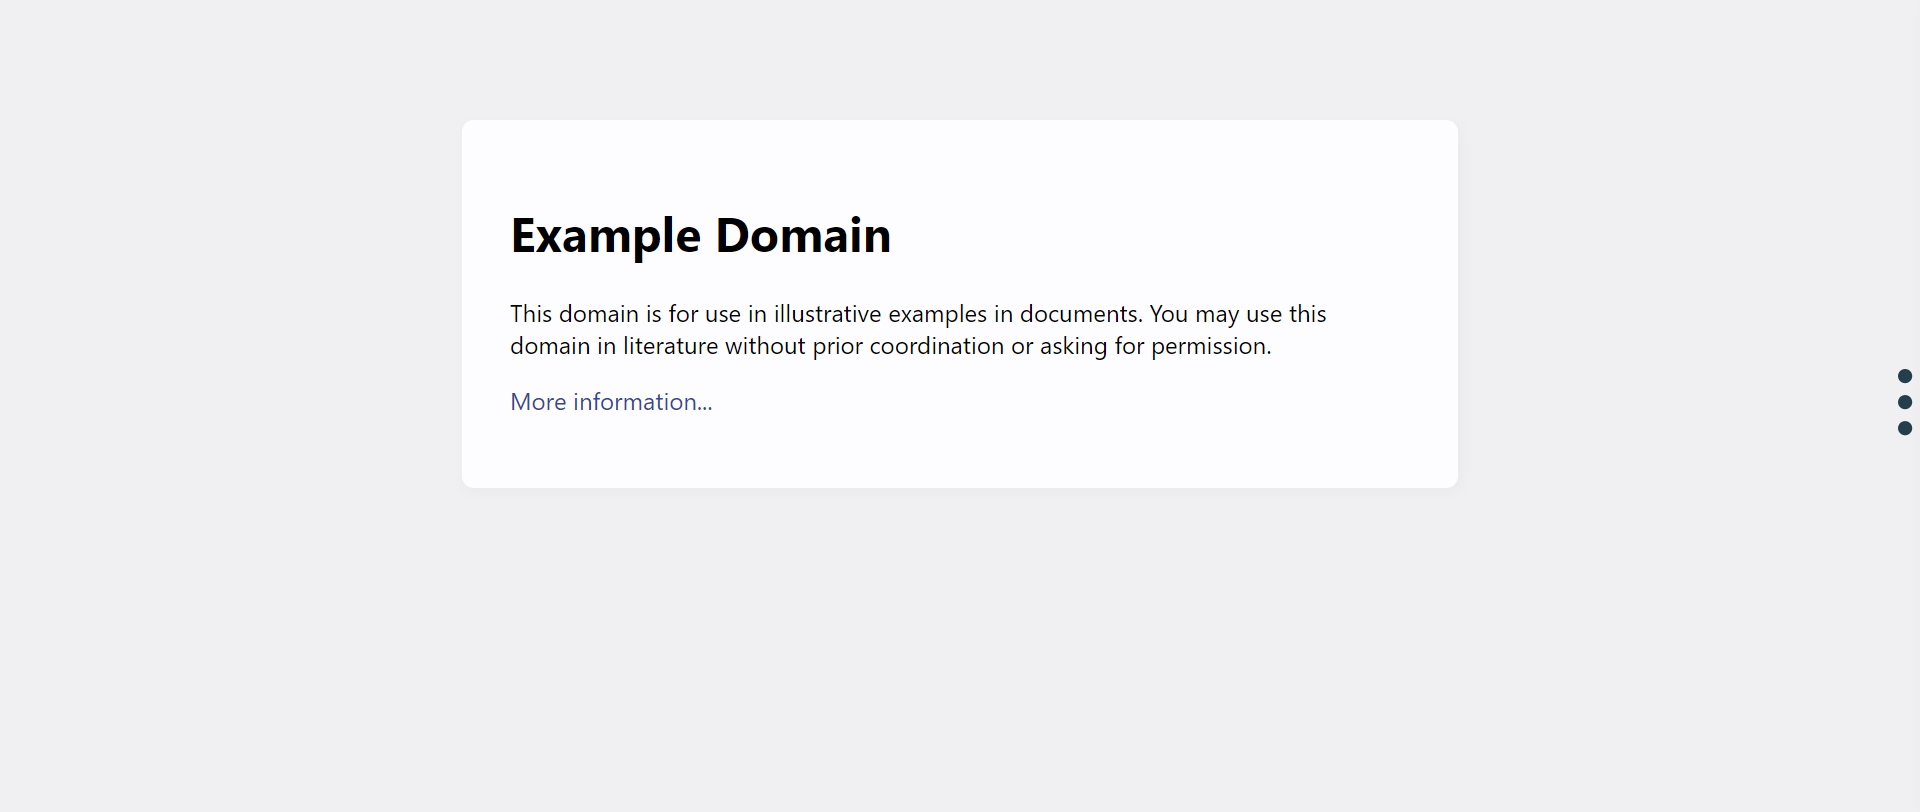 Example Domain
This domain is for use in illustrative examples in documents. You may use this
domain in literature without prior coordination or asking for permission.
More information...